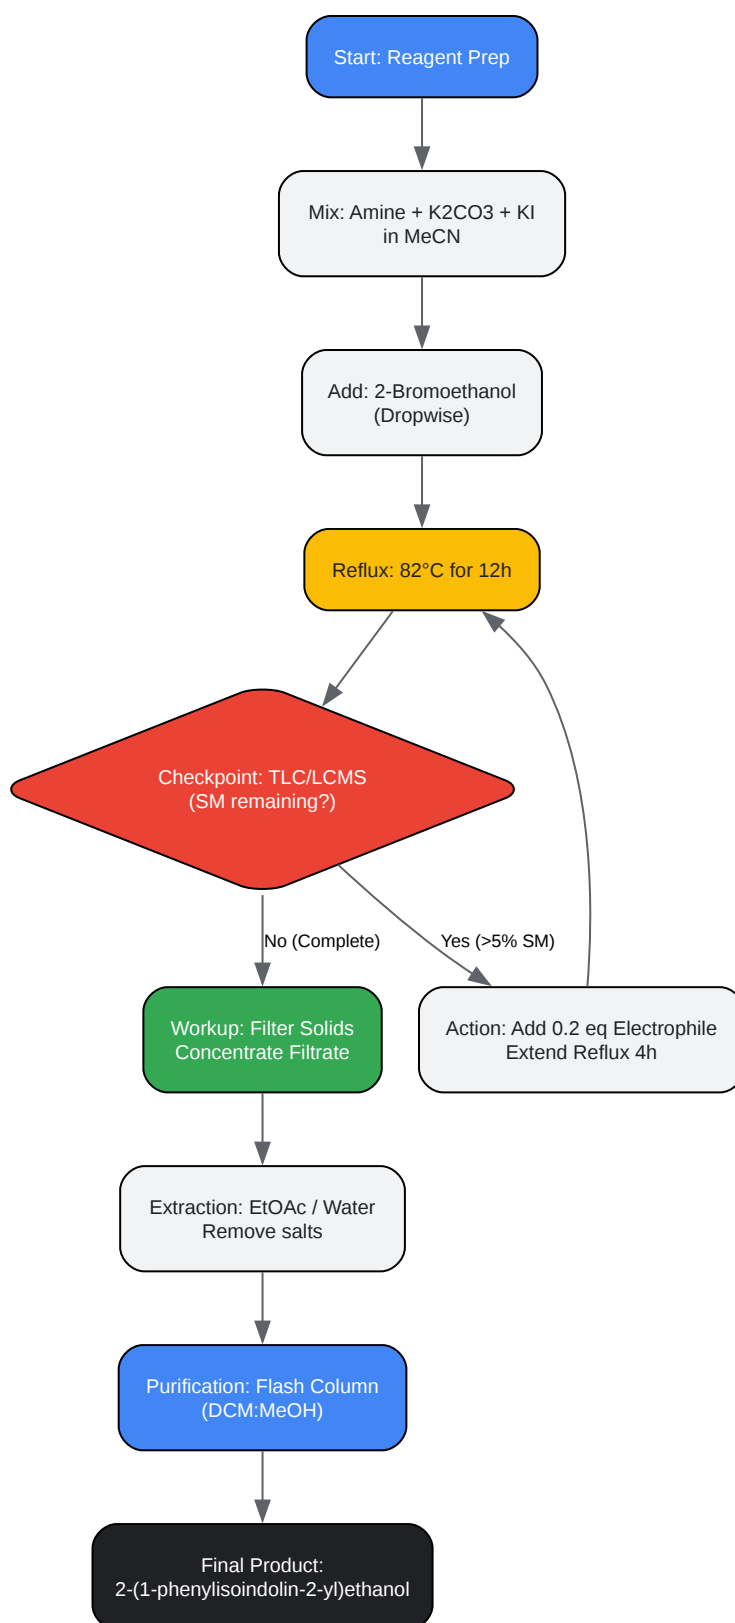 Start: Reagent Prep
Mix: Amine + K2CO3 + KI
in MeCN
Add: 2-Bromoethanol
(Dropwise)
Reflux: 82°C for 12h
Checkpoint: TLC/LCMS
(SM remaining?)
No (Complete)
Yes (>5% SM)
Workup: Filter Solids
Concentrate Filtrate
Action: Add 0.2 eq Electrophile
Extend Reflux 4h
Extraction: EtOAc / Water
Remove salts
Purification: Flash Column
(DCM:MeOH)
Final Product:
2-(1-phenylisoindolin-2-yl)ethanol